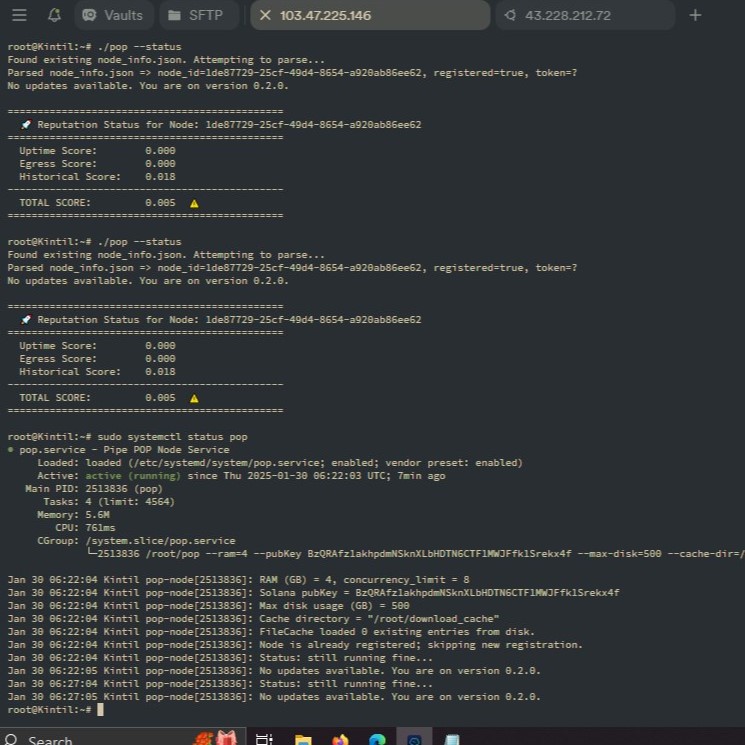 Vaults SFTP 103.47.225.146 43.228.212.72
root@Kintil:~# ./pop --status
Found existing node_info.json. Attempting to parse...
Parsed node_info.json => node_id=1de87729-25cf-49d4-8654-a920ab86ee62, registered=true, token=?
No updates available. You are on version 0.2.0.
==============================================
🚀 Reputation Status for Node: 1de87729-25cf-49d4-8654-a920ab86ee62
==============================================
Uptime Score: 0.000
Egress Score: 0.000
Historical Score: 0.018
----------------------------------------------
TOTAL SCORE: 0.005 ⚠
==============================================
root@Kintil:~# ./pop --status
Found existing node_info.json. Attempting to parse...
Parsed node_info.json => node_id=1de87729-25cf-49d4-8654-a920ab86ee62, registered=true, token=?
No updates available. You are on version 0.2.0.
==============================================
🚀 Reputation Status for Node: 1de87729-25cf-49d4-8654-a920ab86ee62
==============================================
Uptime Score: 0.000
Egress Score: 0.000
Historical Score: 0.018
----------------------------------------------
TOTAL SCORE: 0.005 ⚠
==============================================
root@Kintil:~# sudo systemctl status pop
● pop.service - Pipe POP Node Service
Loaded: loaded (/etc/systemd/system/pop.service; enabled; vendor preset: enabled)
Active: active (running) since Thu 2025-01-30 06:22:03 UTC; 7min ago
Main PID: 2513836 (pop)
Tasks: 4 (limit: 4564)
Memory: 5.6M
CPU: 761ms
CGroup: /system.slice/pop.service
└─2513836 /root/pop --ram=4 --pubKey BzQRAfz1akhpdmNSknXLbHDTN6CTF1MWJFfk1Srekx4f --max-disk=500 --cache-dir=/
Jan 30 06:22:04 Kintil pop-node[2513836]: RAM (GB) = 4, concurrency_limit = 8
Jan 30 06:22:04 Kintil pop-node[2513836]: Solana pubKey = BzQRAfz1akhpdmNSknXLbHDTN6CTF1MWJFfk1Srekx4f
Jan 30 06:22:04 Kintil pop-node[2513836]: Max disk usage (GB) = 500
Jan 30 06:22:04 Kintil pop-node[2513836]: Cache directory = "/root/download_cache"
Jan 30 06:22:04 Kintil pop-node[2513836]: FileCache loaded 0 existing entries from disk.
Jan 30 06:22:04 Kintil pop-node[2513836]: Node is already registered; skipping new registration.
Jan 30 06:22:04 Kintil pop-node[2513836]: Status: still running fine...
Jan 30 06:22:05 Kintil pop-node[2513836]: No updates available. You are on version 0.2.0.
Jan 30 06:27:04 Kintil pop-node[2513836]: Status: still running fine...
Jan 30 06:27:05 Kintil pop-node[2513836]: No updates available. You are on version 0.2.0.
root@Kintil:~#
Search